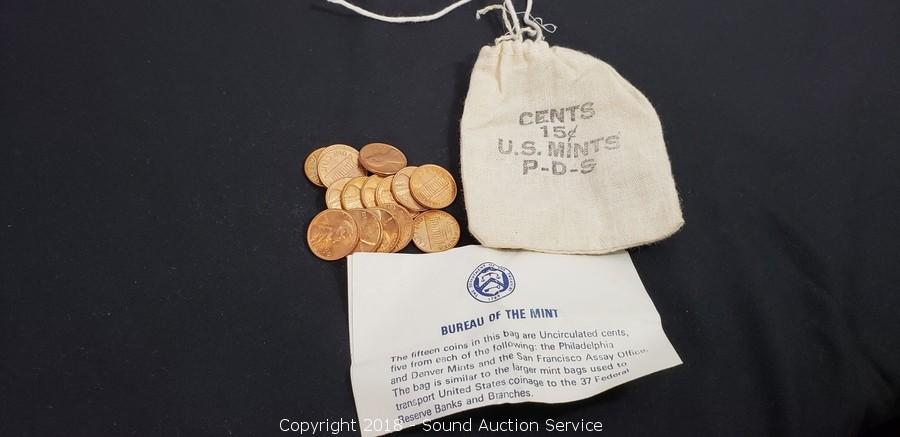 CENTS
15¢
U.S. MINTS
P-D-S
BUREAU OF THE MINT
The fifteen coins in this bag are Uncirculated cents,
five from each of the following: the Philadelphia
and Denver Mints and the San Francisco Assay Office.
The bag is similar to the larger mint bags used to
transport United States coinage to the 37 Federal
Reserve Banks and Branches.
Copyright 2018 - Sound Auction Service